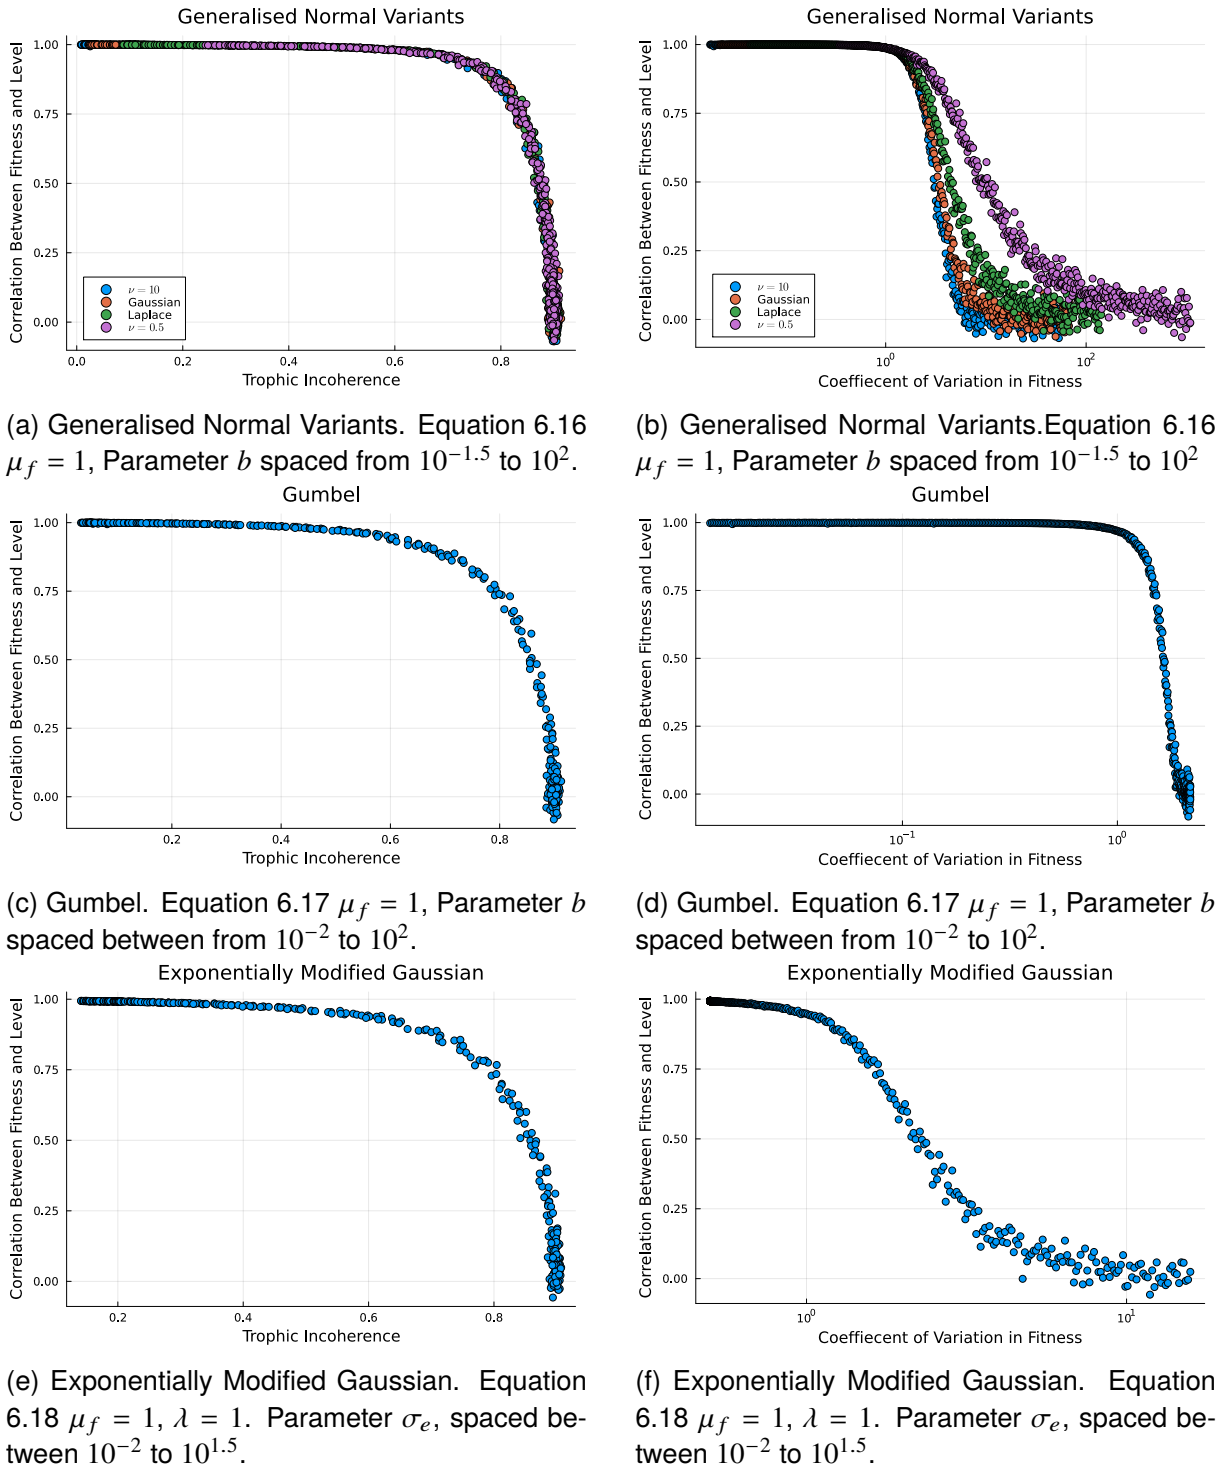 Generalised Normal Variants
Correlation Between Fitness and Level
1.00
0.75
0.50
0.25
0.00
ν = 10
Gaussian
Laplace
ν = 0.5
0.0 0.2 0.4 0.6 0.8
Trophic Incoherence
(a) Generalised Normal Variants. Equation 6.16
μ_f = 1, Parameter b spaced from 10^−1.5 to 10^2.
Generalised Normal Variants
Correlation Between Fitness and Level
1.00
0.75
0.50
0.25
0.00
ν = 10
Gaussian
Laplace
ν = 0.5
10^0 10^2
Coeffiecent of Variation in Fitness
(b) Generalised Normal Variants.Equation 6.16
μ_f = 1, Parameter b spaced from 10^−1.5 to 10^2
Gumbel
Correlation Between Fitness and Level
1.00
0.75
0.50
0.25
0.00
0.2 0.4 0.6 0.8
Trophic Incoherence
(c) Gumbel. Equation 6.17 μ_f = 1, Parameter b
spaced between from 10^−2 to 10^2.
Gumbel
Correlation Between Fitness and Level
1.00
0.75
0.50
0.25
0.00
10^−1 10^0
Coeffiecent of Variation in Fitness
(d) Gumbel. Equation 6.17 μ_f = 1, Parameter b
spaced between from 10^−2 to 10^2.
Exponentially Modified Gaussian
Correlation Between Fitness and Level
1.00
0.75
0.50
0.25
0.00
0.2 0.4 0.6 0.8
Trophic Incoherence
(e) Exponentially Modified Gaussian. Equation
6.18 μ_f = 1, λ = 1. Parameter σ_e, spaced be-
tween 10^−2 to 10^1.5.
Exponentially Modified Gaussian
Correlation Between Fitness and Level
1.00
0.75
0.50
0.25
0.00
10^0 10^1
Coeffiecent of Variation in Fitness
(f) Exponentially Modified Gaussian. Equation
6.18 μ_f = 1, λ = 1. Parameter σ_e, spaced be-
tween 10^−2 to 10^1.5.